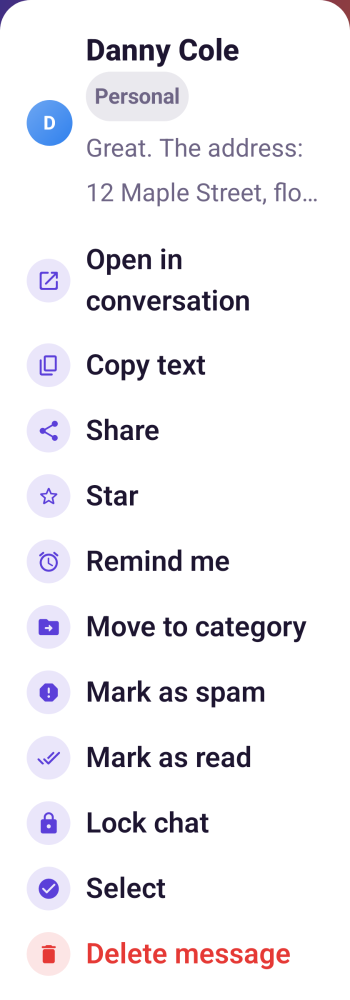 Danny Cole
Personal
D
Great. The address:
12 Maple Street, flo...
Open in
conversation
Copy text
Share
Star
Remind me
Move to category
Mark as spam
Mark as read
Lock chat
Select
Delete message